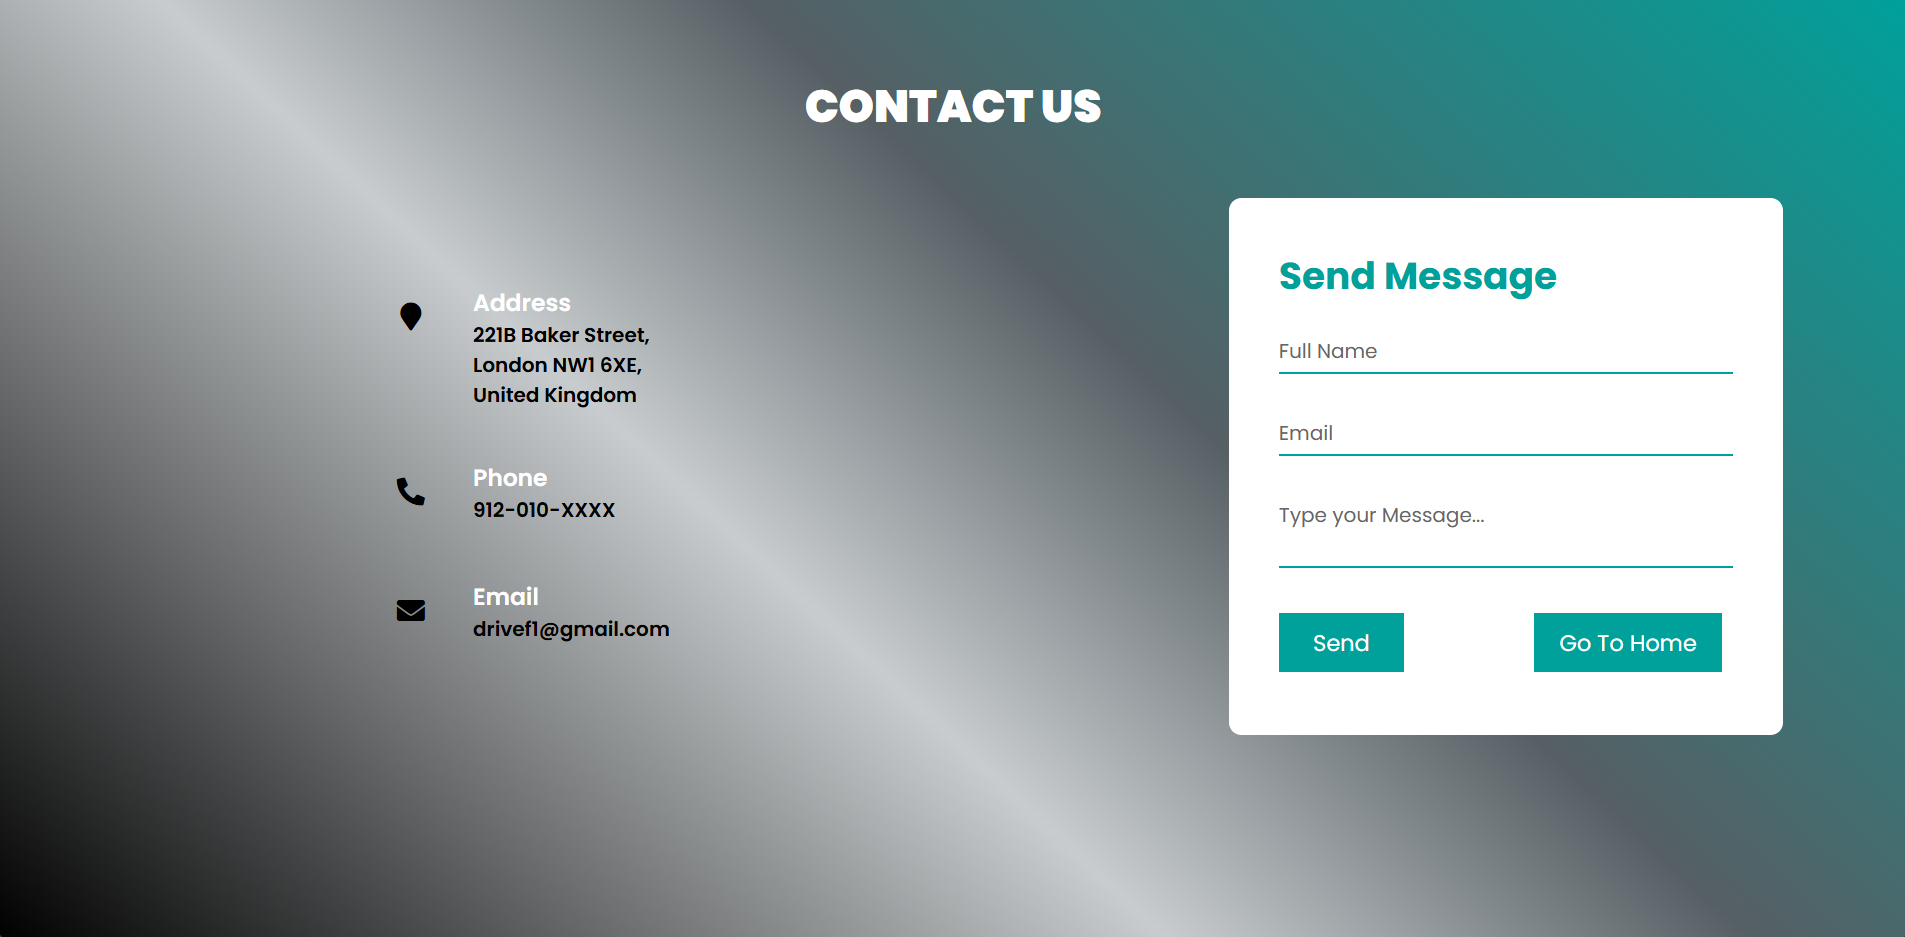 CONTACT US
Address
221B Baker Street,
London NW1 6XE,
United Kingdom
Phone
912-010-XXXX
Email
drivef1@gmail.com
Send Message
Full Name
Email
Type your Message...
Send
Go To Home